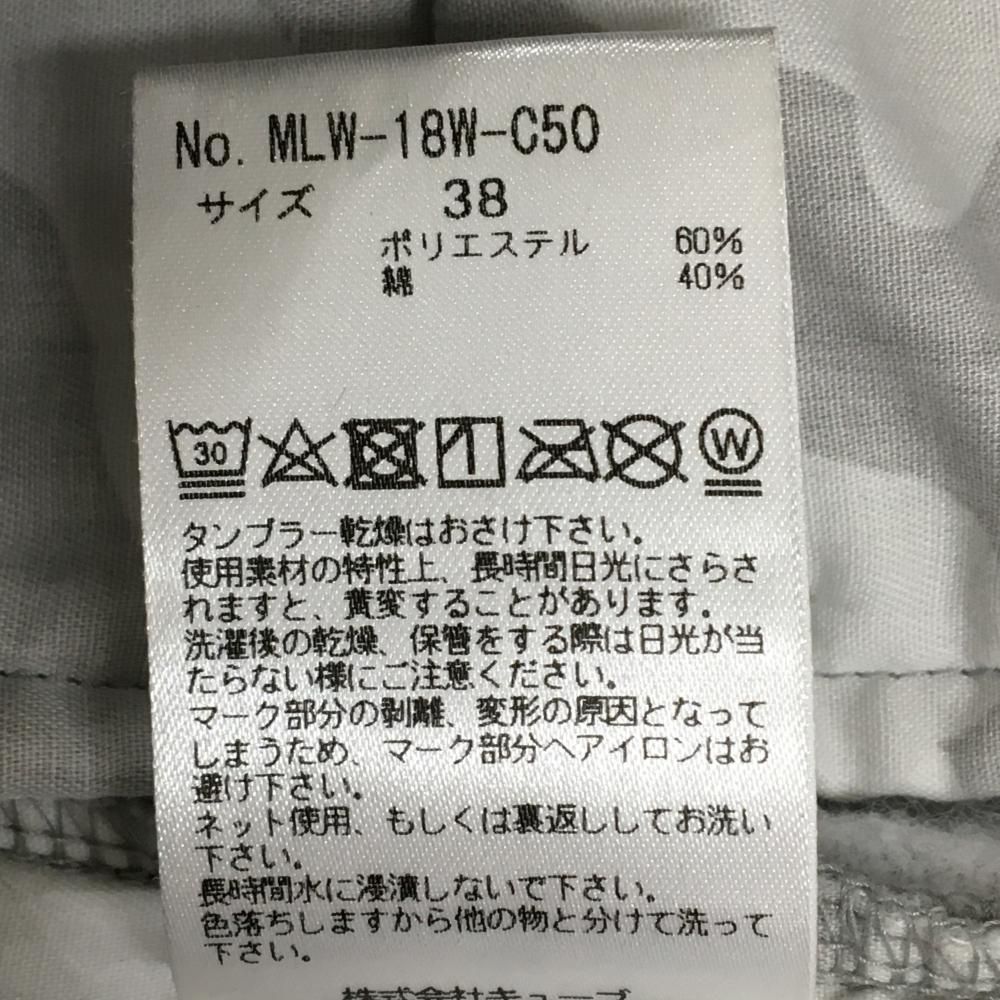 No. MLW-18W-C50
サイズ 38
ポリエステル 60%
綿 40%
30 W
タンブラー乾燥はおさけ下さい。
使用素材の特性上、長時間日光にさらさ
れますと、黄変することがあります。
洗濯後の乾燥、保管をする際は日光が当
たらない様にご注意ください。
マーク部分の剥離、変形の原因となって
しまうため、マーク部分へアイロンはお
避け下さい。
ネット使用、もしくは裏返ししてお洗い
下さい。
長時間水に浸漬しないで下さい。
色落ちしますから他の物と分けて洗って
下さい。
株式会社キューブ